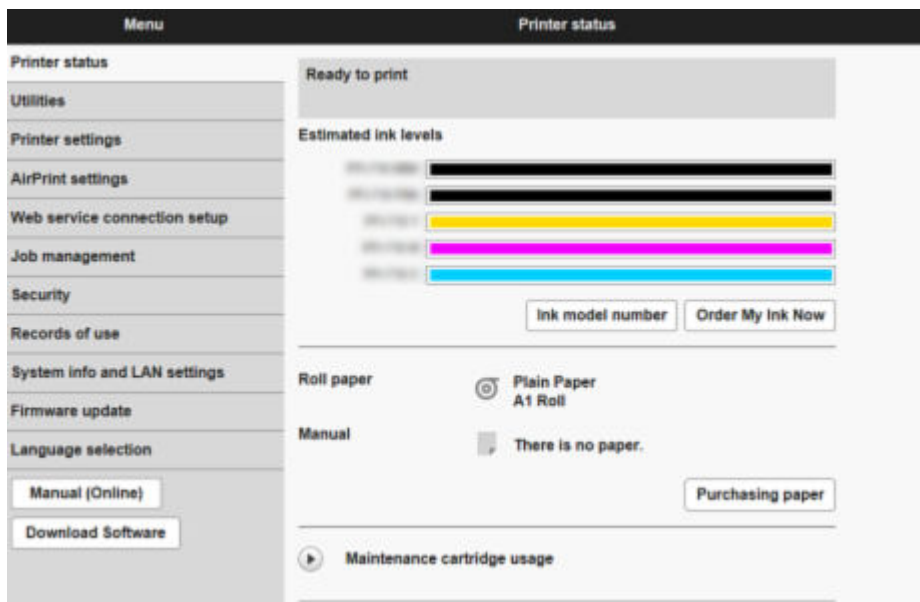 Menu
Printer status
Printer status
Utilities
Printer settings
AirPrint settings
Web service connection setup
Job management
Security
Records of use
System info and LAN settings
Firmware update
Language selection
Manual (Online)
Download Software
Ready to print
Estimated ink levels
Ink model number
Order My Ink Now
Roll paper
Plain Paper
A1 Roll
Manual
There is no paper.
Purchasing paper
Maintenance cartridge usage